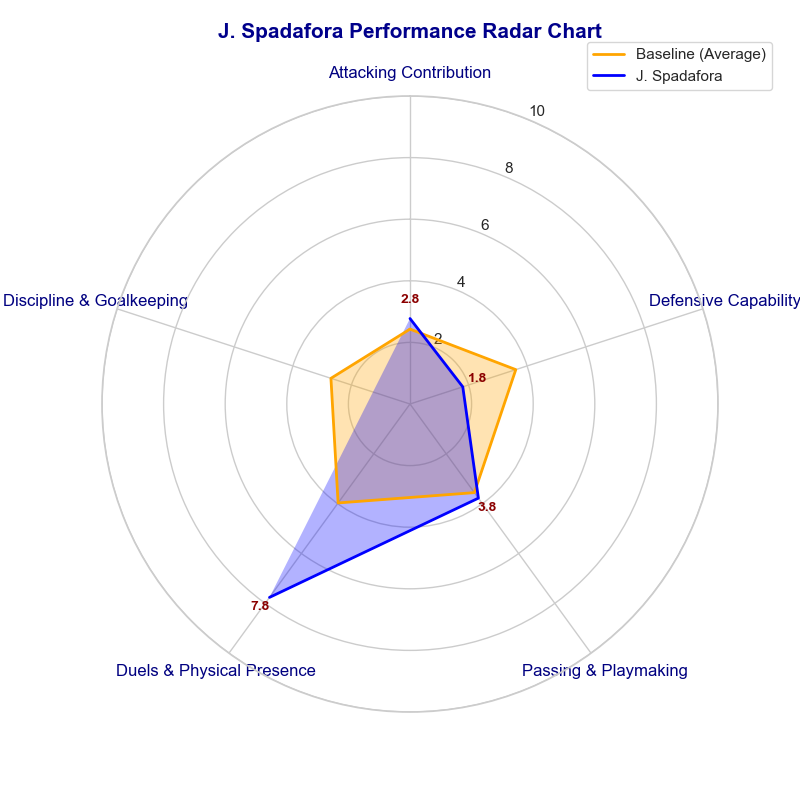 J. Spadafora Performance Radar Chart
Baseline (Average)
J. Spadafora
Attacking Contribution
10
8
6
4
2
2.8
Discipline & Goalkeeping
Defensive Capability
1.8
3.8
7.8
Duels & Physical Presence
Passing & Playmaking